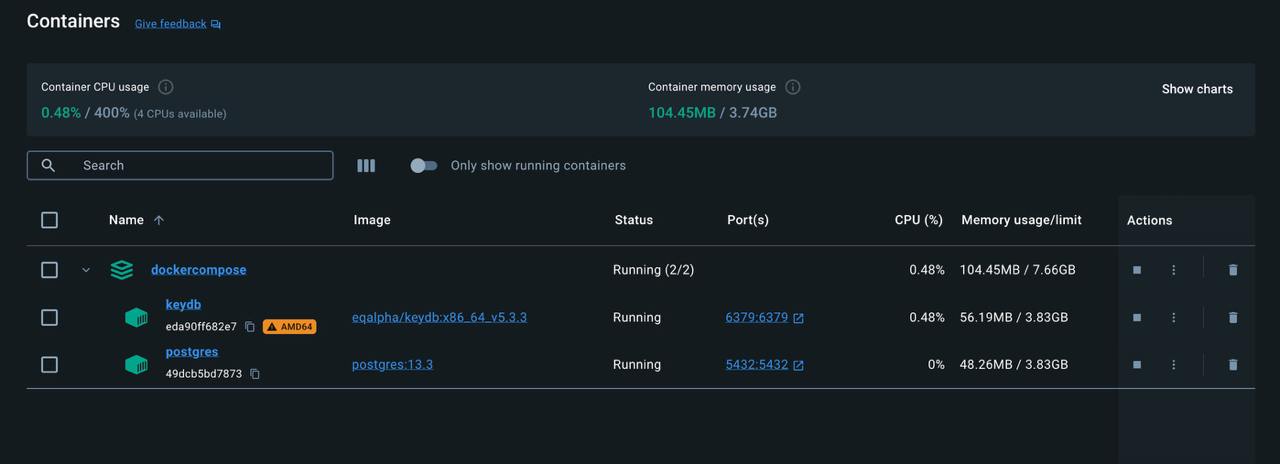 Containers Give feedback
Container CPU usage Container memory usage Show charts
0.48% / 400% (4 CPUs available) 104.45MB / 3.74GB
Search Only show running containers
Name Image Status Port(s) CPU (%) Memory usage/limit Actions
dockercompose Running (2/2) 0.48% 104.45MB / 7.66GB
keydb
eda90ff682e7 AMD64 eqalpha/keydb:x86_64_v5.3.3 Running 6379:6379 0.48% 56.19MB / 3.83GB
postgres
49dcb5bd7873 postgres:13.3 Running 5432:5432 0% 48.26MB / 3.83GB